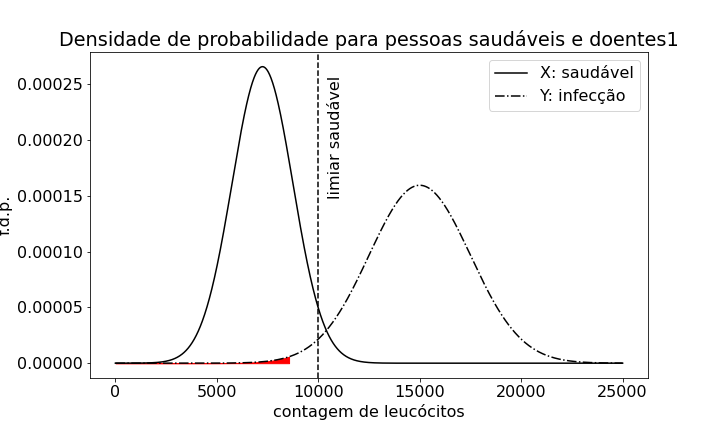 Densidade de probabilidade para pessoas saudáveis e doentes1
X: saudável
Y: infecção
limiar saudável
f.d.p.
0.00025
0.00020
0.00015
0.00010
0.00005
0.00000
0
5000
10000
15000
20000
25000
contagem de leucócitos